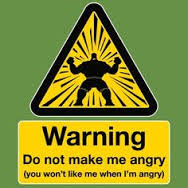 Warning
Do not make me angry
(you won't like me when I'm angry)